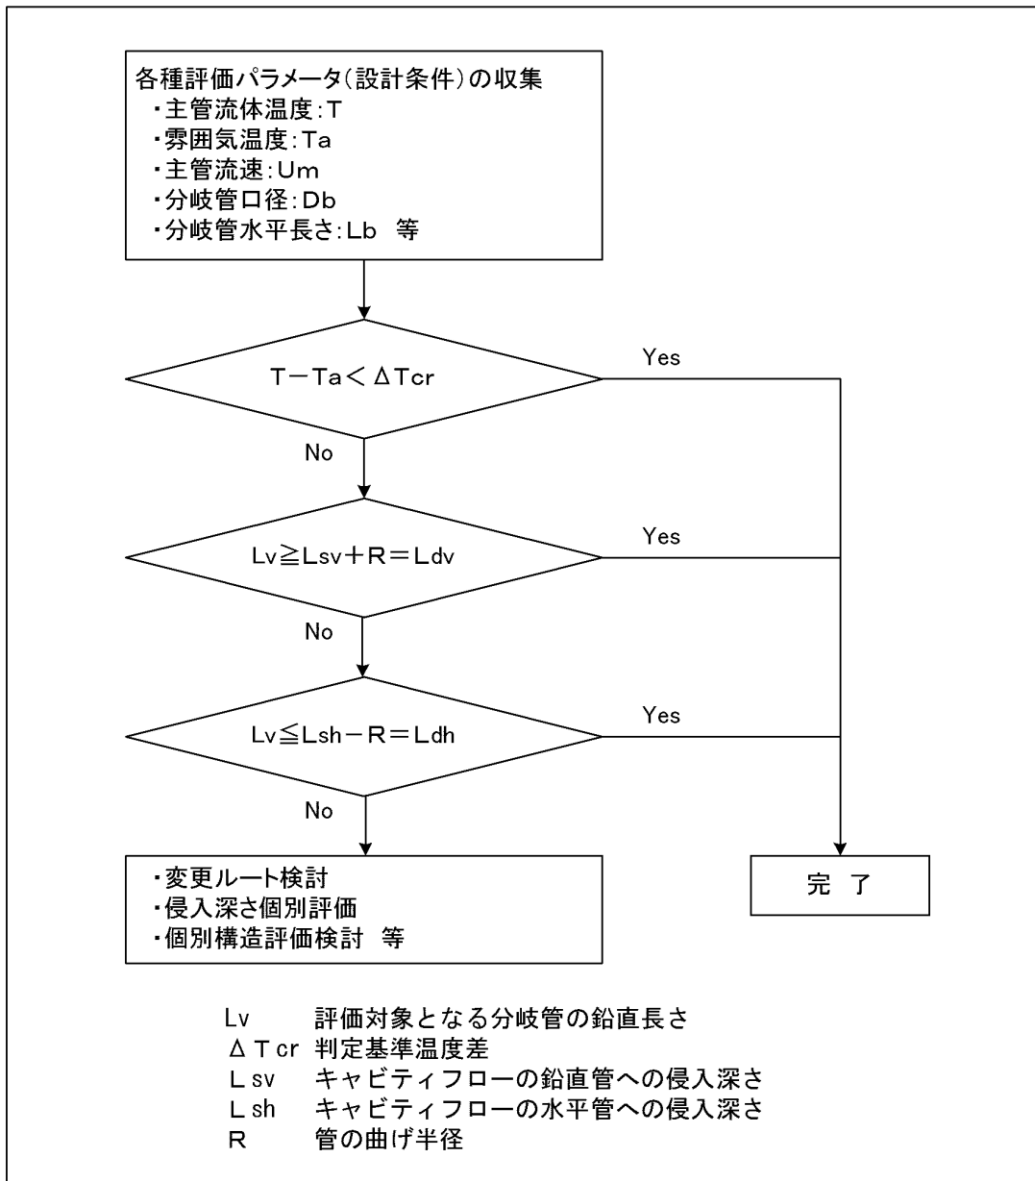 各種評価パラメータ(設計条件)の収集
・主管流体温度:T
・雰囲気温度:Ta
・主管流速:Um
・分岐管口径:Db
・分岐管水平長さ:Lb 等
T－Ta＜ΔTcr
Yes
No
Lv≧Lsv＋R＝Ldv
Yes
No
Lv≦Lsh－R＝Ldh
Yes
No
・変更ルート検討
・侵入深さ個別評価
・個別構造評価検討 等
完 了
Lv 評価対象となる分岐管の鉛直長さ
ΔTcr 判定基準温度差
Lsv キャビティフローの鉛直管への侵入深さ
Lsh キャビティフローの水平管への侵入深さ
R 管の曲げ半径